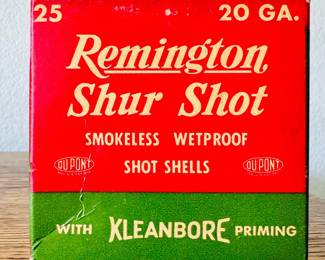 25 20 GA.
Remington
Shur Shot
SMOKELESS WETPROOF
SHOT SHELLS
DU PONT DU PONT
WITH KLEANBORE PRIMING